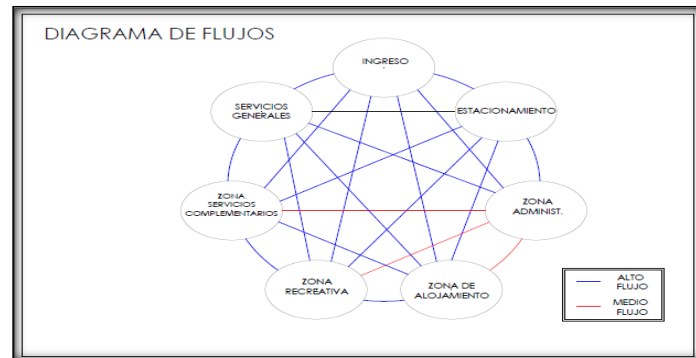 DIAGRAMA DE FLUJOS
INGRESO
SERVICIOS
GENERALES
ESTACIONAMIENTO
ZONA
SERVICIOS
COMPLEMENTARIOS
ZONA
ADMINIST.
ZONA
RECREATIVA
ZONA DE
ALOJAMIENTO
ALTO
FLUJO
MEDIO
FLUJO